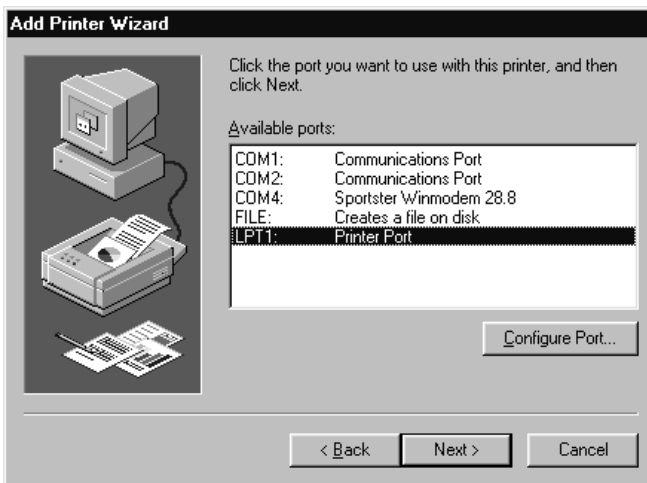 Add Printer Wizard
Click the port you want to use with this printer, and then
click Next.
Available ports:
COM1: Communications Port
COM2: Communications Port
COM4: Sportster Winmodem 28.8
FILE: Creates a file on disk
LPT1: Printer Port
Configure Port...
< Back Next > Cancel